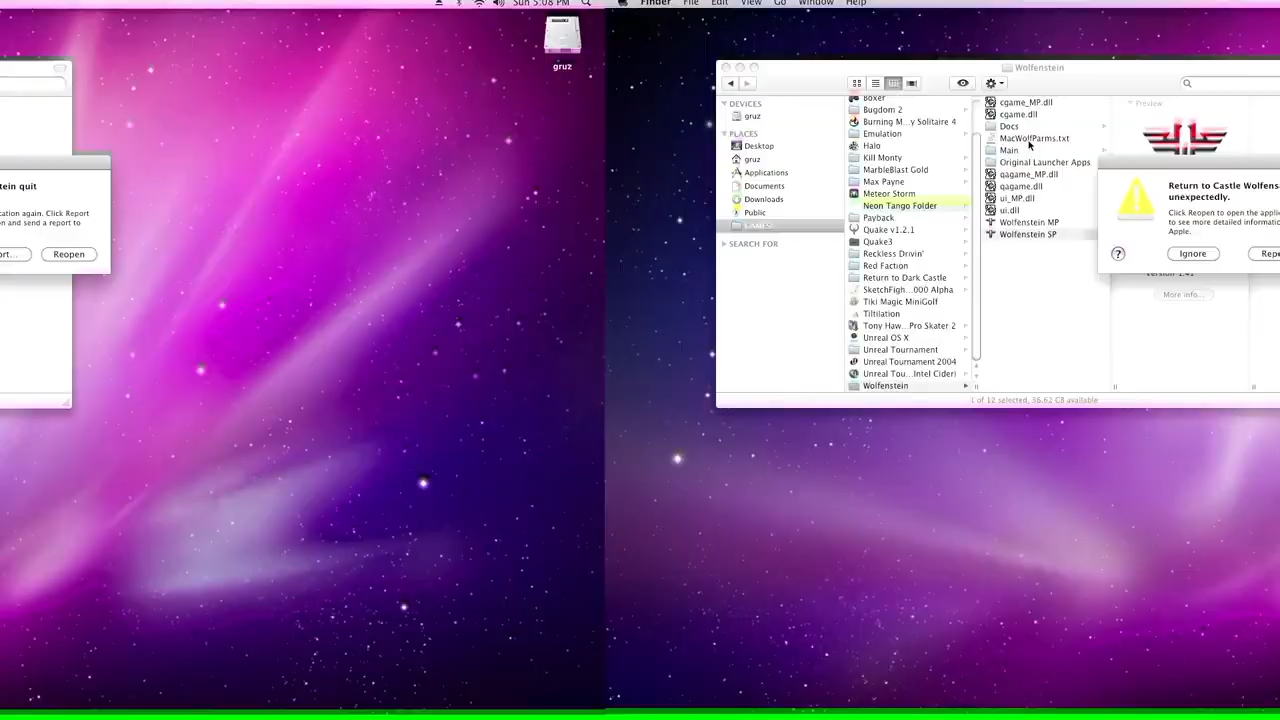 Sun 5:08 PM
gruz
tein quit
cation again. Click Report
on and send a report to
ort...
Reopen
Finder File Edit View Go Window Help
Wolfenstein
DEVICES
gruz
PLACES
Desktop
gruz
Applications
Documents
Downloads
Public
GAMES
SEARCH FOR
Boxer
Bugdom 2
Burning M...y Solitaire 4
Emulation
Halo
Kill Monty
MarbleBlast Gold
Max Payne
Meteor Storm
Neon Tango Folder
Payback
Quake v1.2.1
Quake3
Reckless Drivin'
Red Faction
Return to Dark Castle
SketchFigh...000 Alpha
Tiki Magic MiniGolf
Tiltilation
Tony Haw...Pro Skater 2
Unreal OS X
Unreal Tournament
Unreal Tournament 2004
Unreal Tou...Intel Cider)
Wolfenstein
cgame_MP.dll
cgame.dll
Docs
MacWolfParms.txt
Main
Original Launcher Apps
qagame_MP.dll
qagame.dll
ui_MP.dll
ui.dll
Wolfenstein MP
Wolfenstein SP
Preview
Return to Castle Wolfens
unexpectedly.
Click Reopen to open the applic
to see more detailed informatic
Apple.
?
Ignore
Repo
More info...
1 of 12 selected, 36.62 GB available